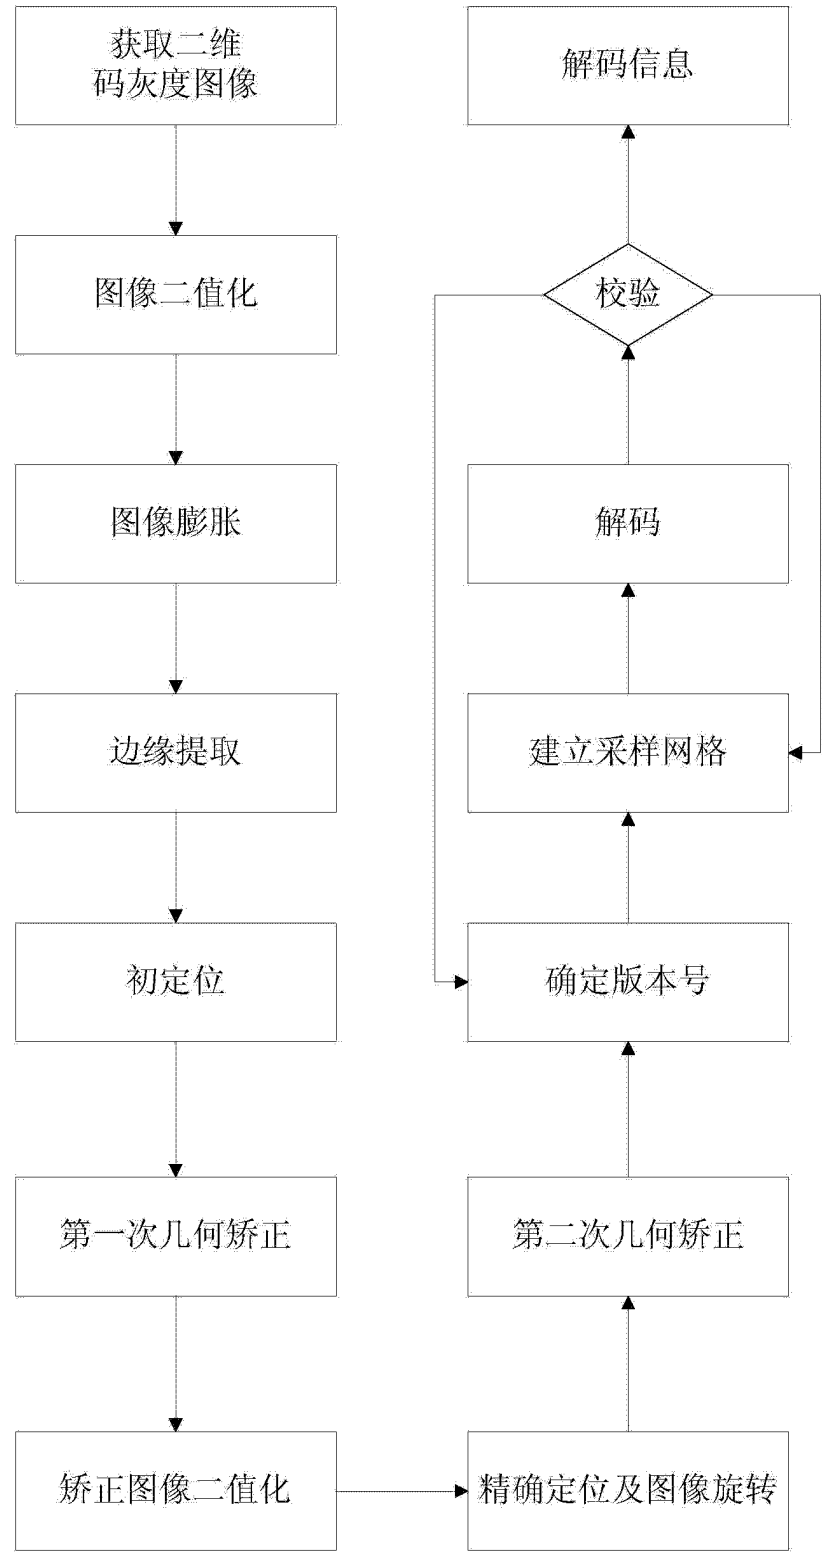 获取二维
码灰度图像
图像二值化
图像膨胀
边缘提取
初定位
第一次几何矫正
矫正图像二值化
精确定位及图像旋转
第二次几何矫正
确定版本号
建立采样网格
解码
校验
解码信息